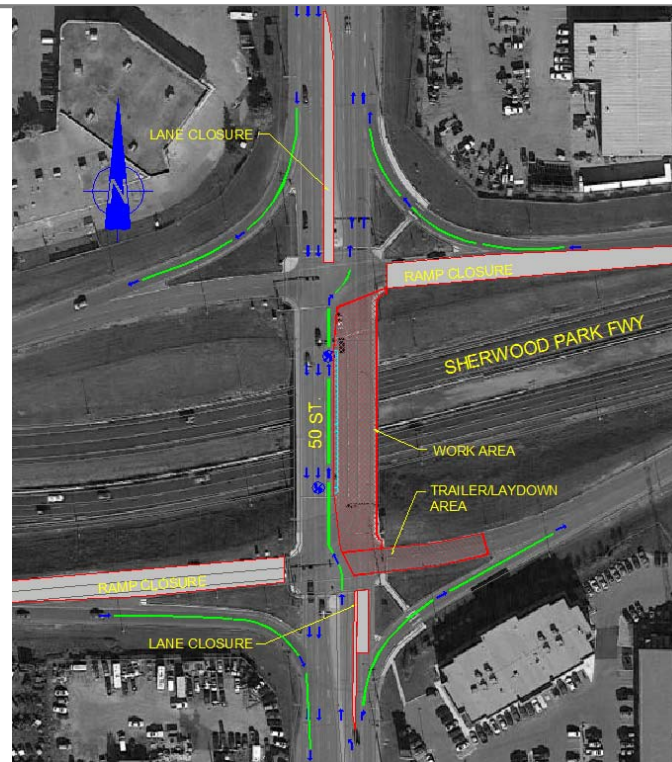 LANE CLOSURE
N
RAMP CLOSURE
SHERWOOD PARK FWY
50 ST.
WORK AREA
TRAILER/LAYDOWN
AREA
RAMP CLOSURE
LANE CLOSURE